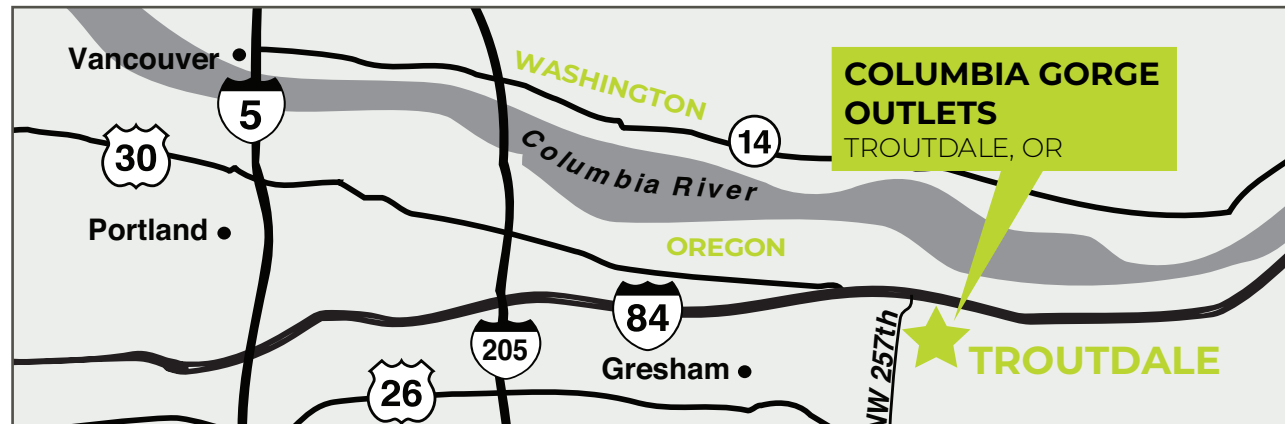 Vancouver
WASHINGTON
COLUMBIA GORGE
OUTLETS
TROUTDALE, OR
5
14
30
Columbia River
Portland
OREGON
84
205
NW 257th
Gresham
TROUTDALE
26